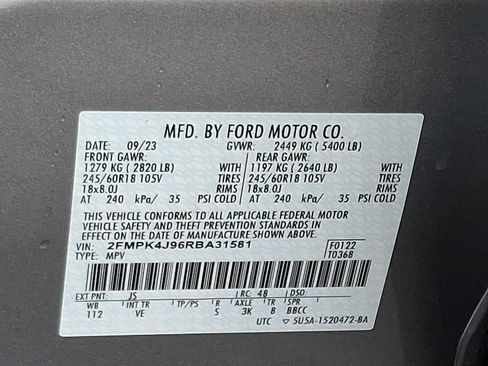 MFD. BY FORD MOTOR CO.
DATE: 09/23 GVWR: 2449 KG ( 5400 LB)
FRONT GAWR: REAR GAWR:
1279 KG ( 2820 LB) WITH 1197 KG ( 2640 LB) WITH
245/60R18 105V TIRES 245/60R18 105V TIRES
18x8.0J RIMS 18x8.0J RIMS
AT 240 kPa/ 35 PSI COLD AT 240 kPa/ 35 PSI COLD
THIS VEHICLE CONFORMS TO ALL APPLICABLE FEDERAL MOTOR
VEHICLE SAFETY AND THEFT PREVENTION STANDARDS IN EFFECT
ON THE DATE OF MANUFACTURE SHOWN ABOVE.
VIN: 2FMPK4J96RBA31581 F0122
TYPE: MPV T0368
EXT PNT: JS RC: 48 DSO:
WB INT TR TP/PS R AXLE TR SPR
112 VE S 3K 8 BBCC
UTC ▽ 5U5A-1520472-BA